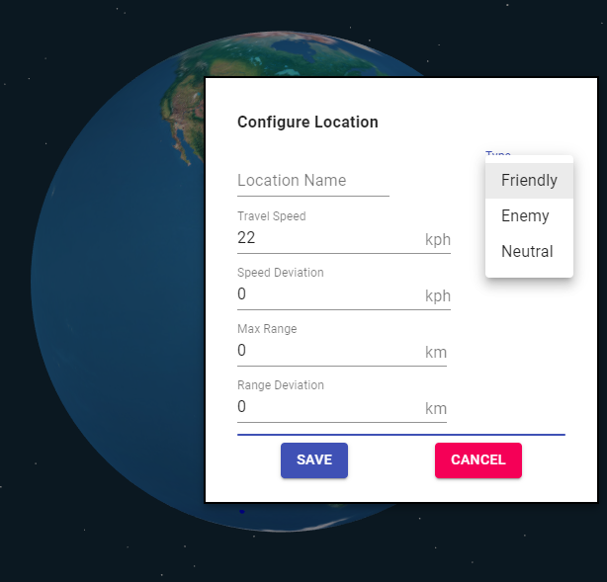 Configure Location
Type
Location Name
Friendly
Travel Speed
22 kph
Enemy
Neutral
Speed Deviation
0 kph
Max Range
0 km
Range Deviation
0 km
SAVE CANCEL